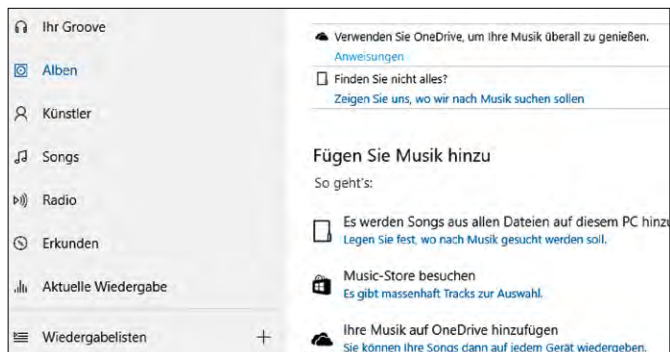 Ihr Groove
Alben
Künstler
Songs
Radio
Erkunden
Aktuelle Wiedergabe
Wiedergabelisten
Verwenden Sie OneDrive, um Ihre Musik überall zu genießen.
Anweisungen
Finden Sie nicht alles?
Zeigen Sie uns, wo wir nach Musik suchen sollen
Fügen Sie Musik hinzu
So geht's:
Es werden Songs aus allen Dateien auf diesem PC hinzu
Legen Sie fest, wo nach Musik gesucht werden soll.
Music-Store besuchen
Es gibt massenhaft Tracks zur Auswahl.
Ihre Musik auf OneDrive hinzufügen
Sie können Ihre Songs dann auf jedem Gerät wiedergeben.